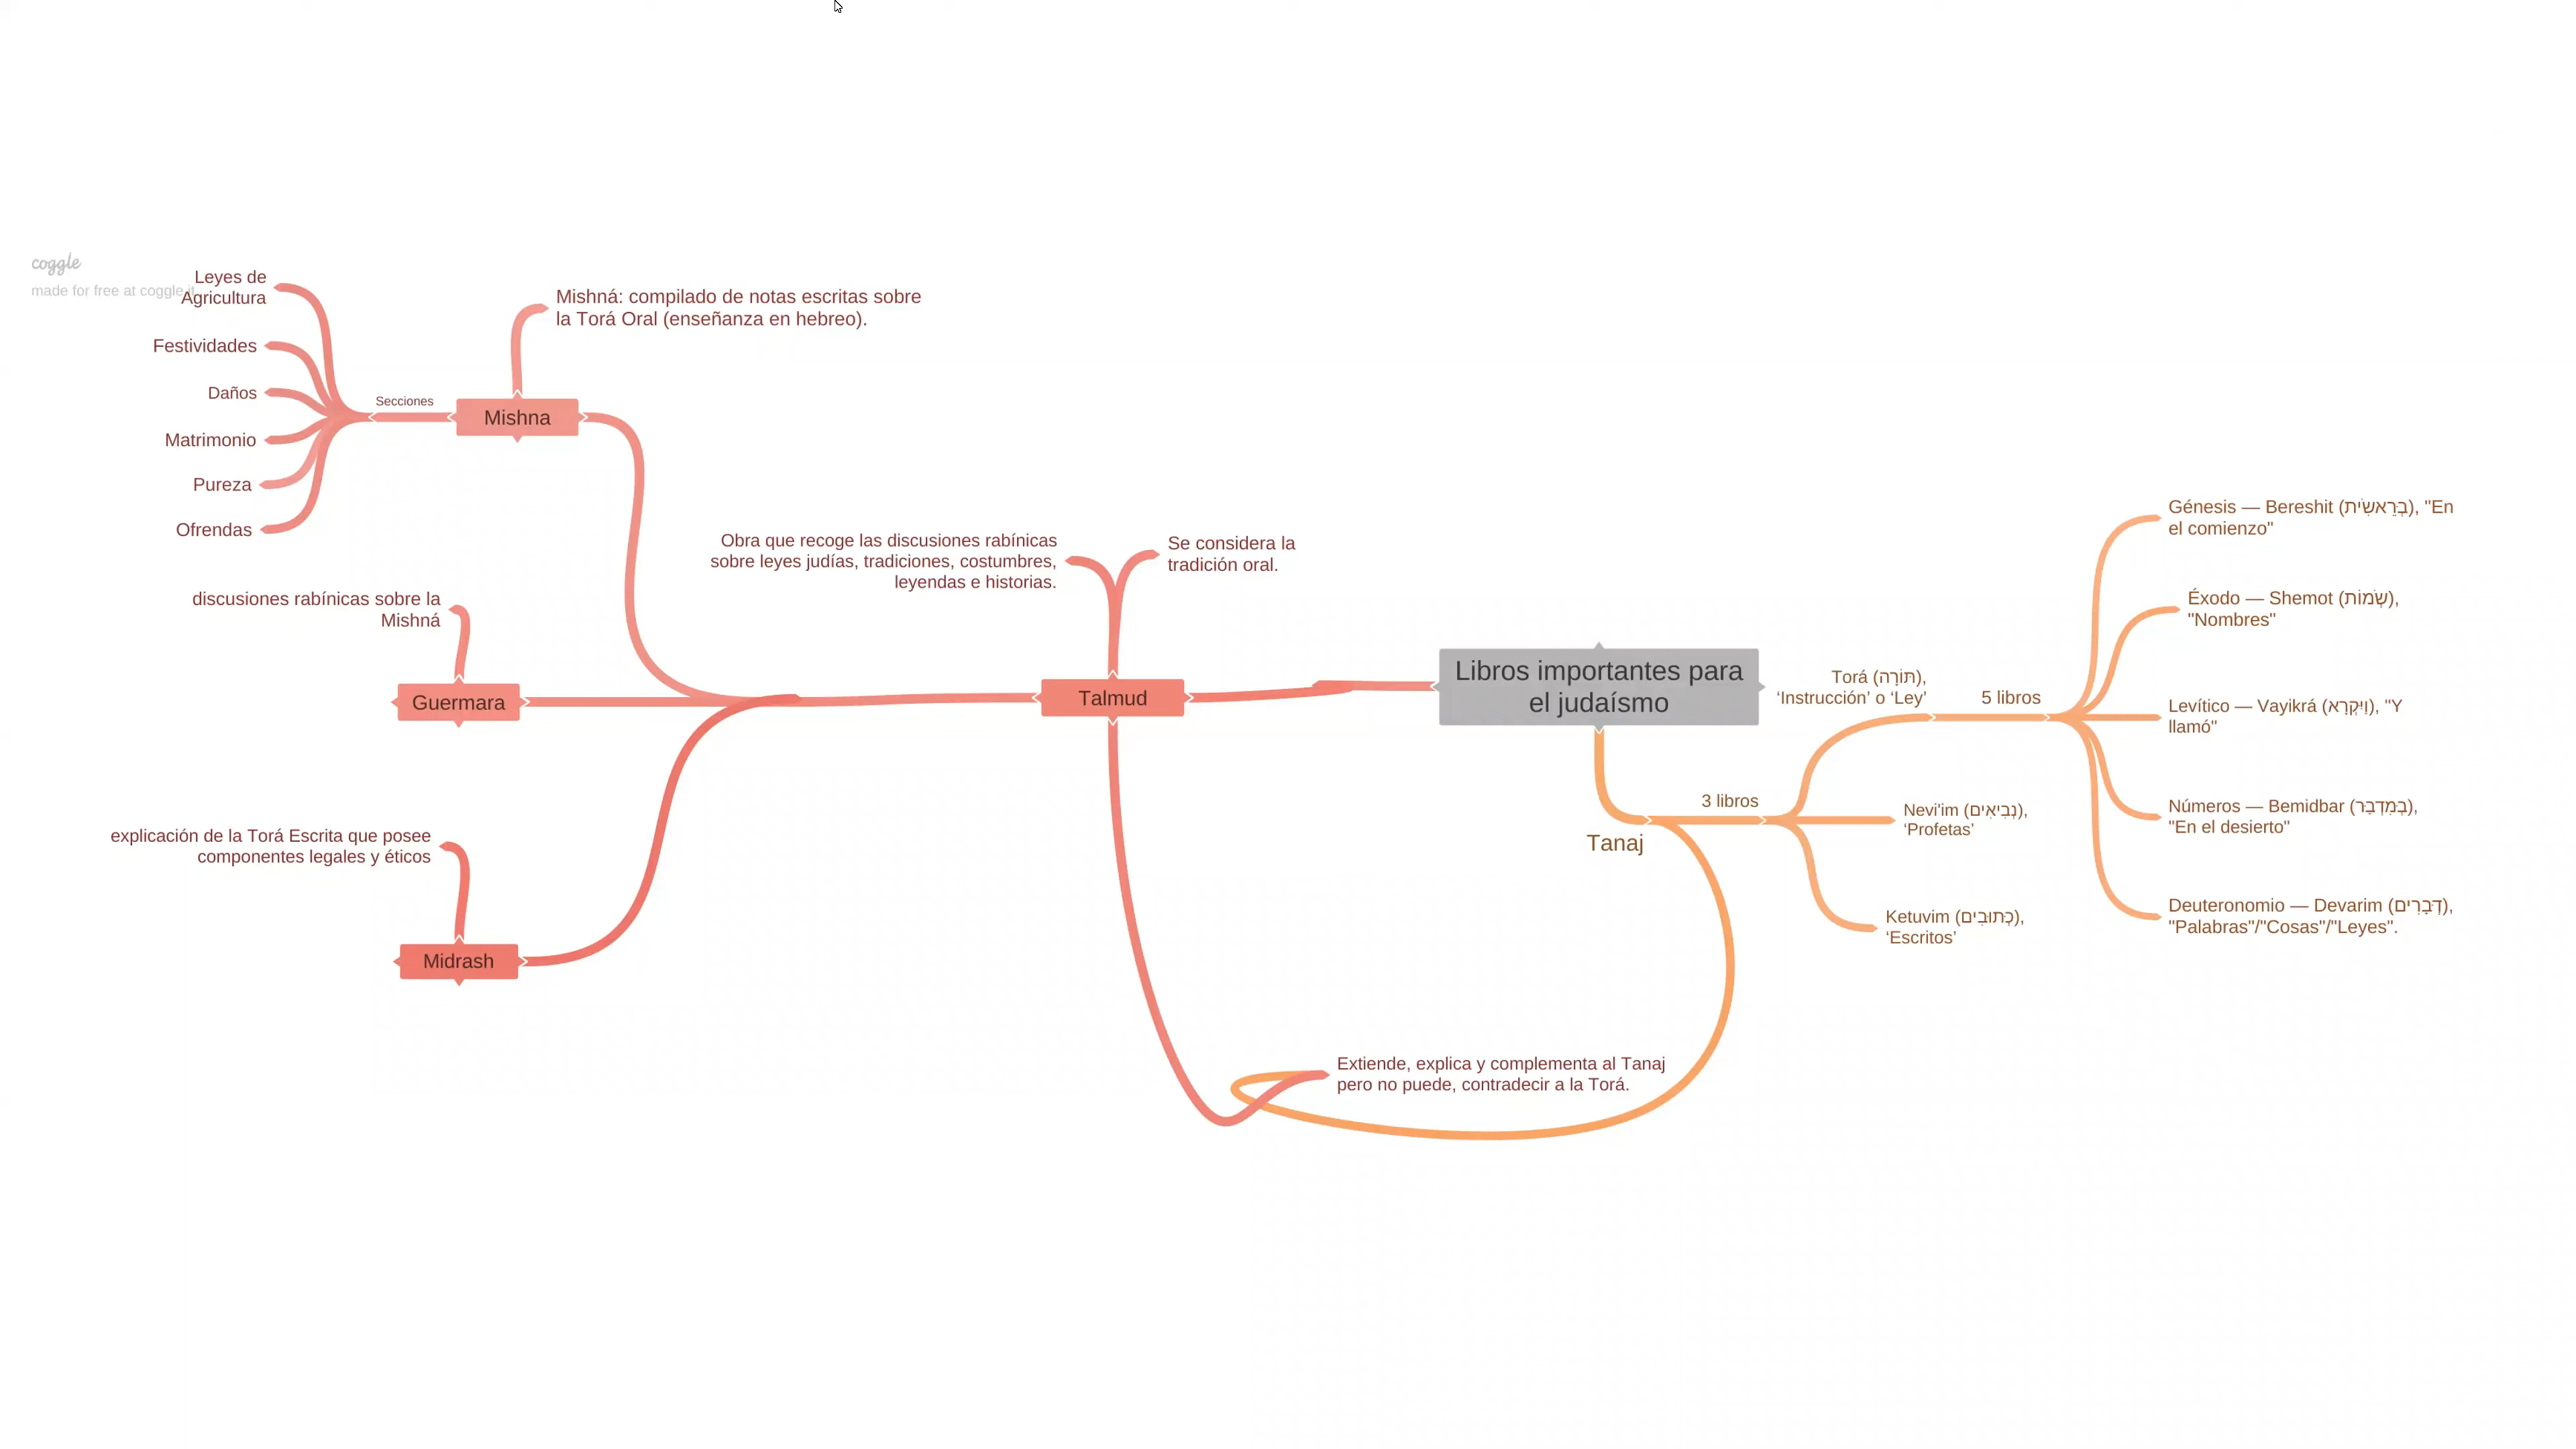 coggle
made for free at coggle.it
Leyes de
Agricultura
Festividades
Daños
Matrimonio
Pureza
Ofrendas
Secciones
Mishna
Mishná: compilado de notas escritas sobre
la Torá Oral (enseñanza en hebreo).
discusiones rabínicas sobre la
Mishná
Guermara
explicación de la Torá Escrita que posee
componentes legales y éticos
Midrash
Obra que recoge las discusiones rabínicas
sobre leyes judías, tradiciones, costumbres,
leyendas e historias.
Se considera la
tradición oral.
Talmud
Libros importantes para
el judaísmo
Extiende, explica y complementa al Tanaj
pero no puede, contradecir a la Torá.
Tanaj
3 libros
Torá (תּוֹרָה),
‘Instrucción’ o ‘Ley’
5 libros
Nevi'im (נְבִיאִים),
‘Profetas’
Ketuvim (כְּתוּבִים),
‘Escritos’
Génesis — Bereshit (בְּרֵאשִׁית), "En
el comienzo"
Éxodo — Shemot (שְׁמוֹת),
"Nombres"
Levítico — Vayikrá (וַיִּקְרָא), "Y
llamó"
Números — Bemidbar (בְּמִדְבַּר),
"En el desierto"
Deuteronomio — Devarim (דְּבָרִים),
"Palabras"/"Cosas"/"Leyes".